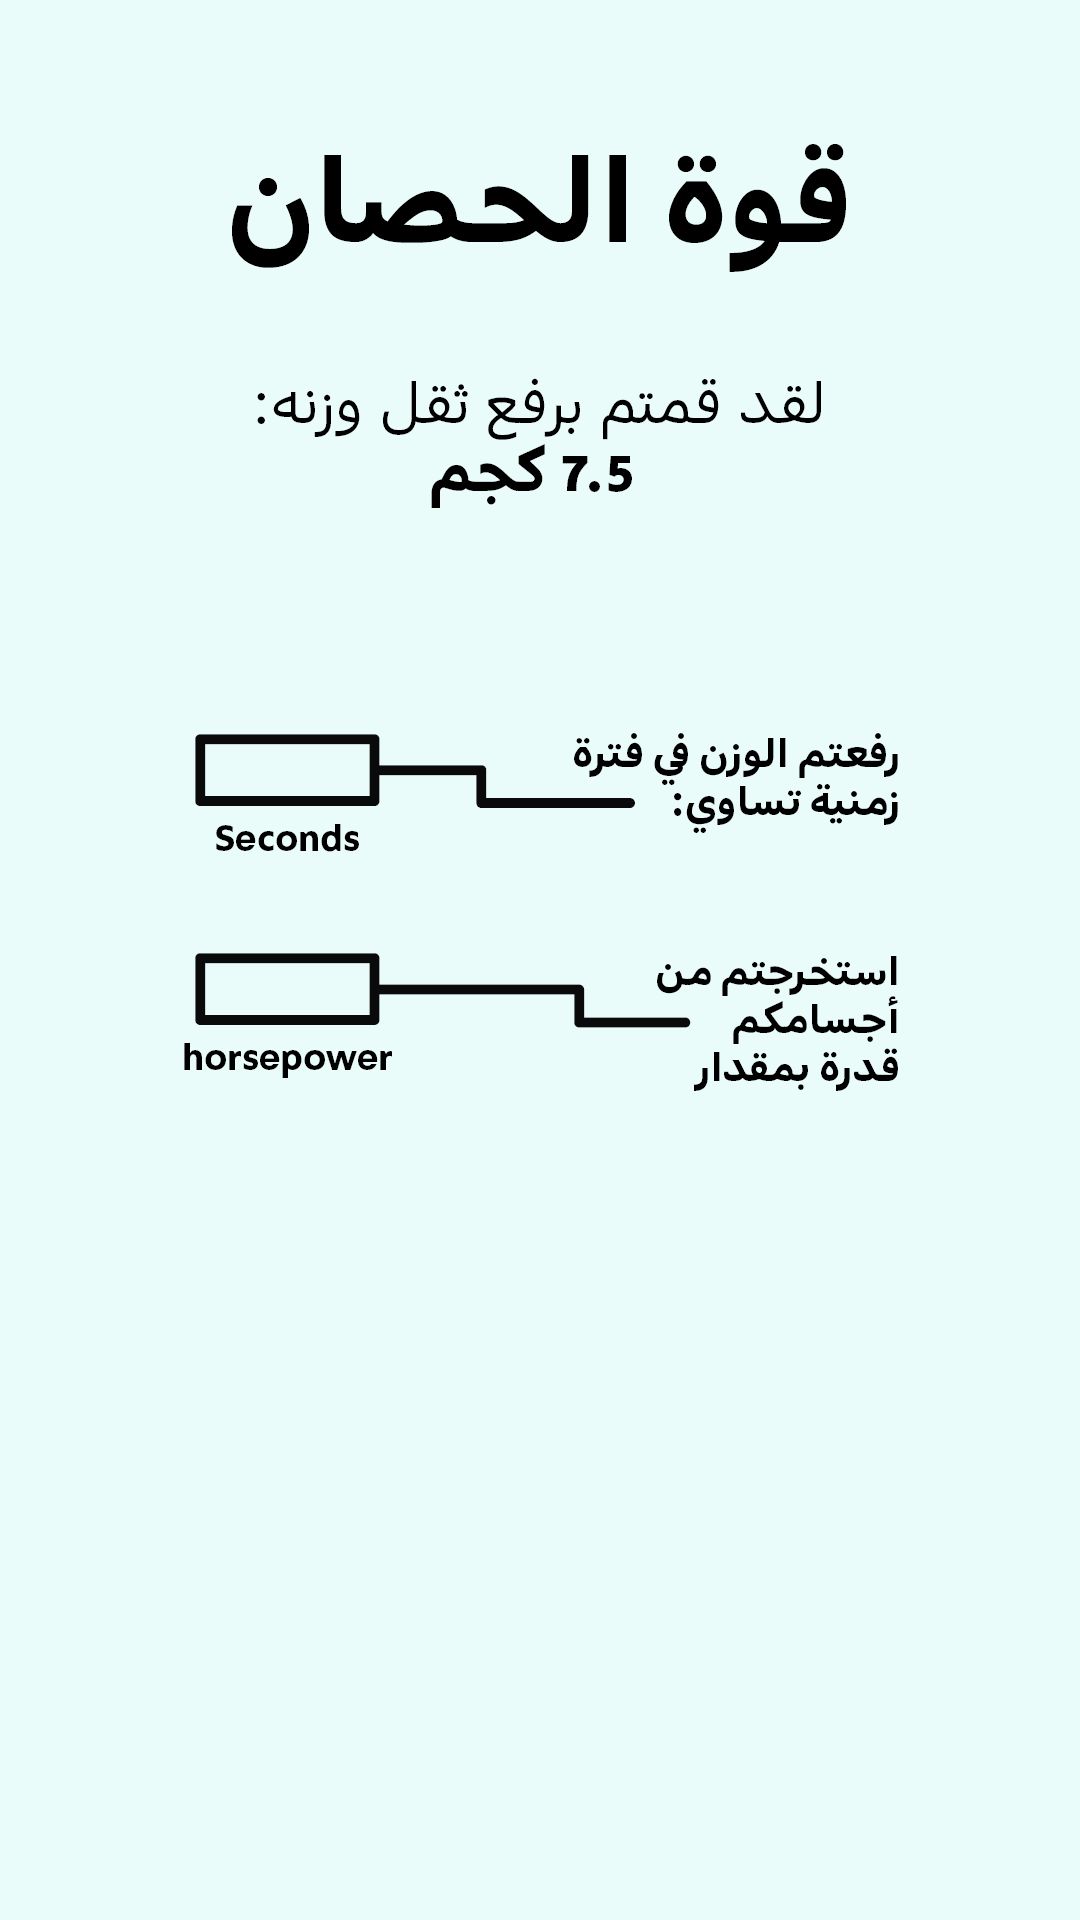 قوة الحصان
لقد قمتم برفع ثقل وزنه:
7.5 كجم
رفعتم الوزن في فترة
زمنية تساوي:
Seconds
استخرجتم من
أجسامكم
قدرة بمقدار
horsepower